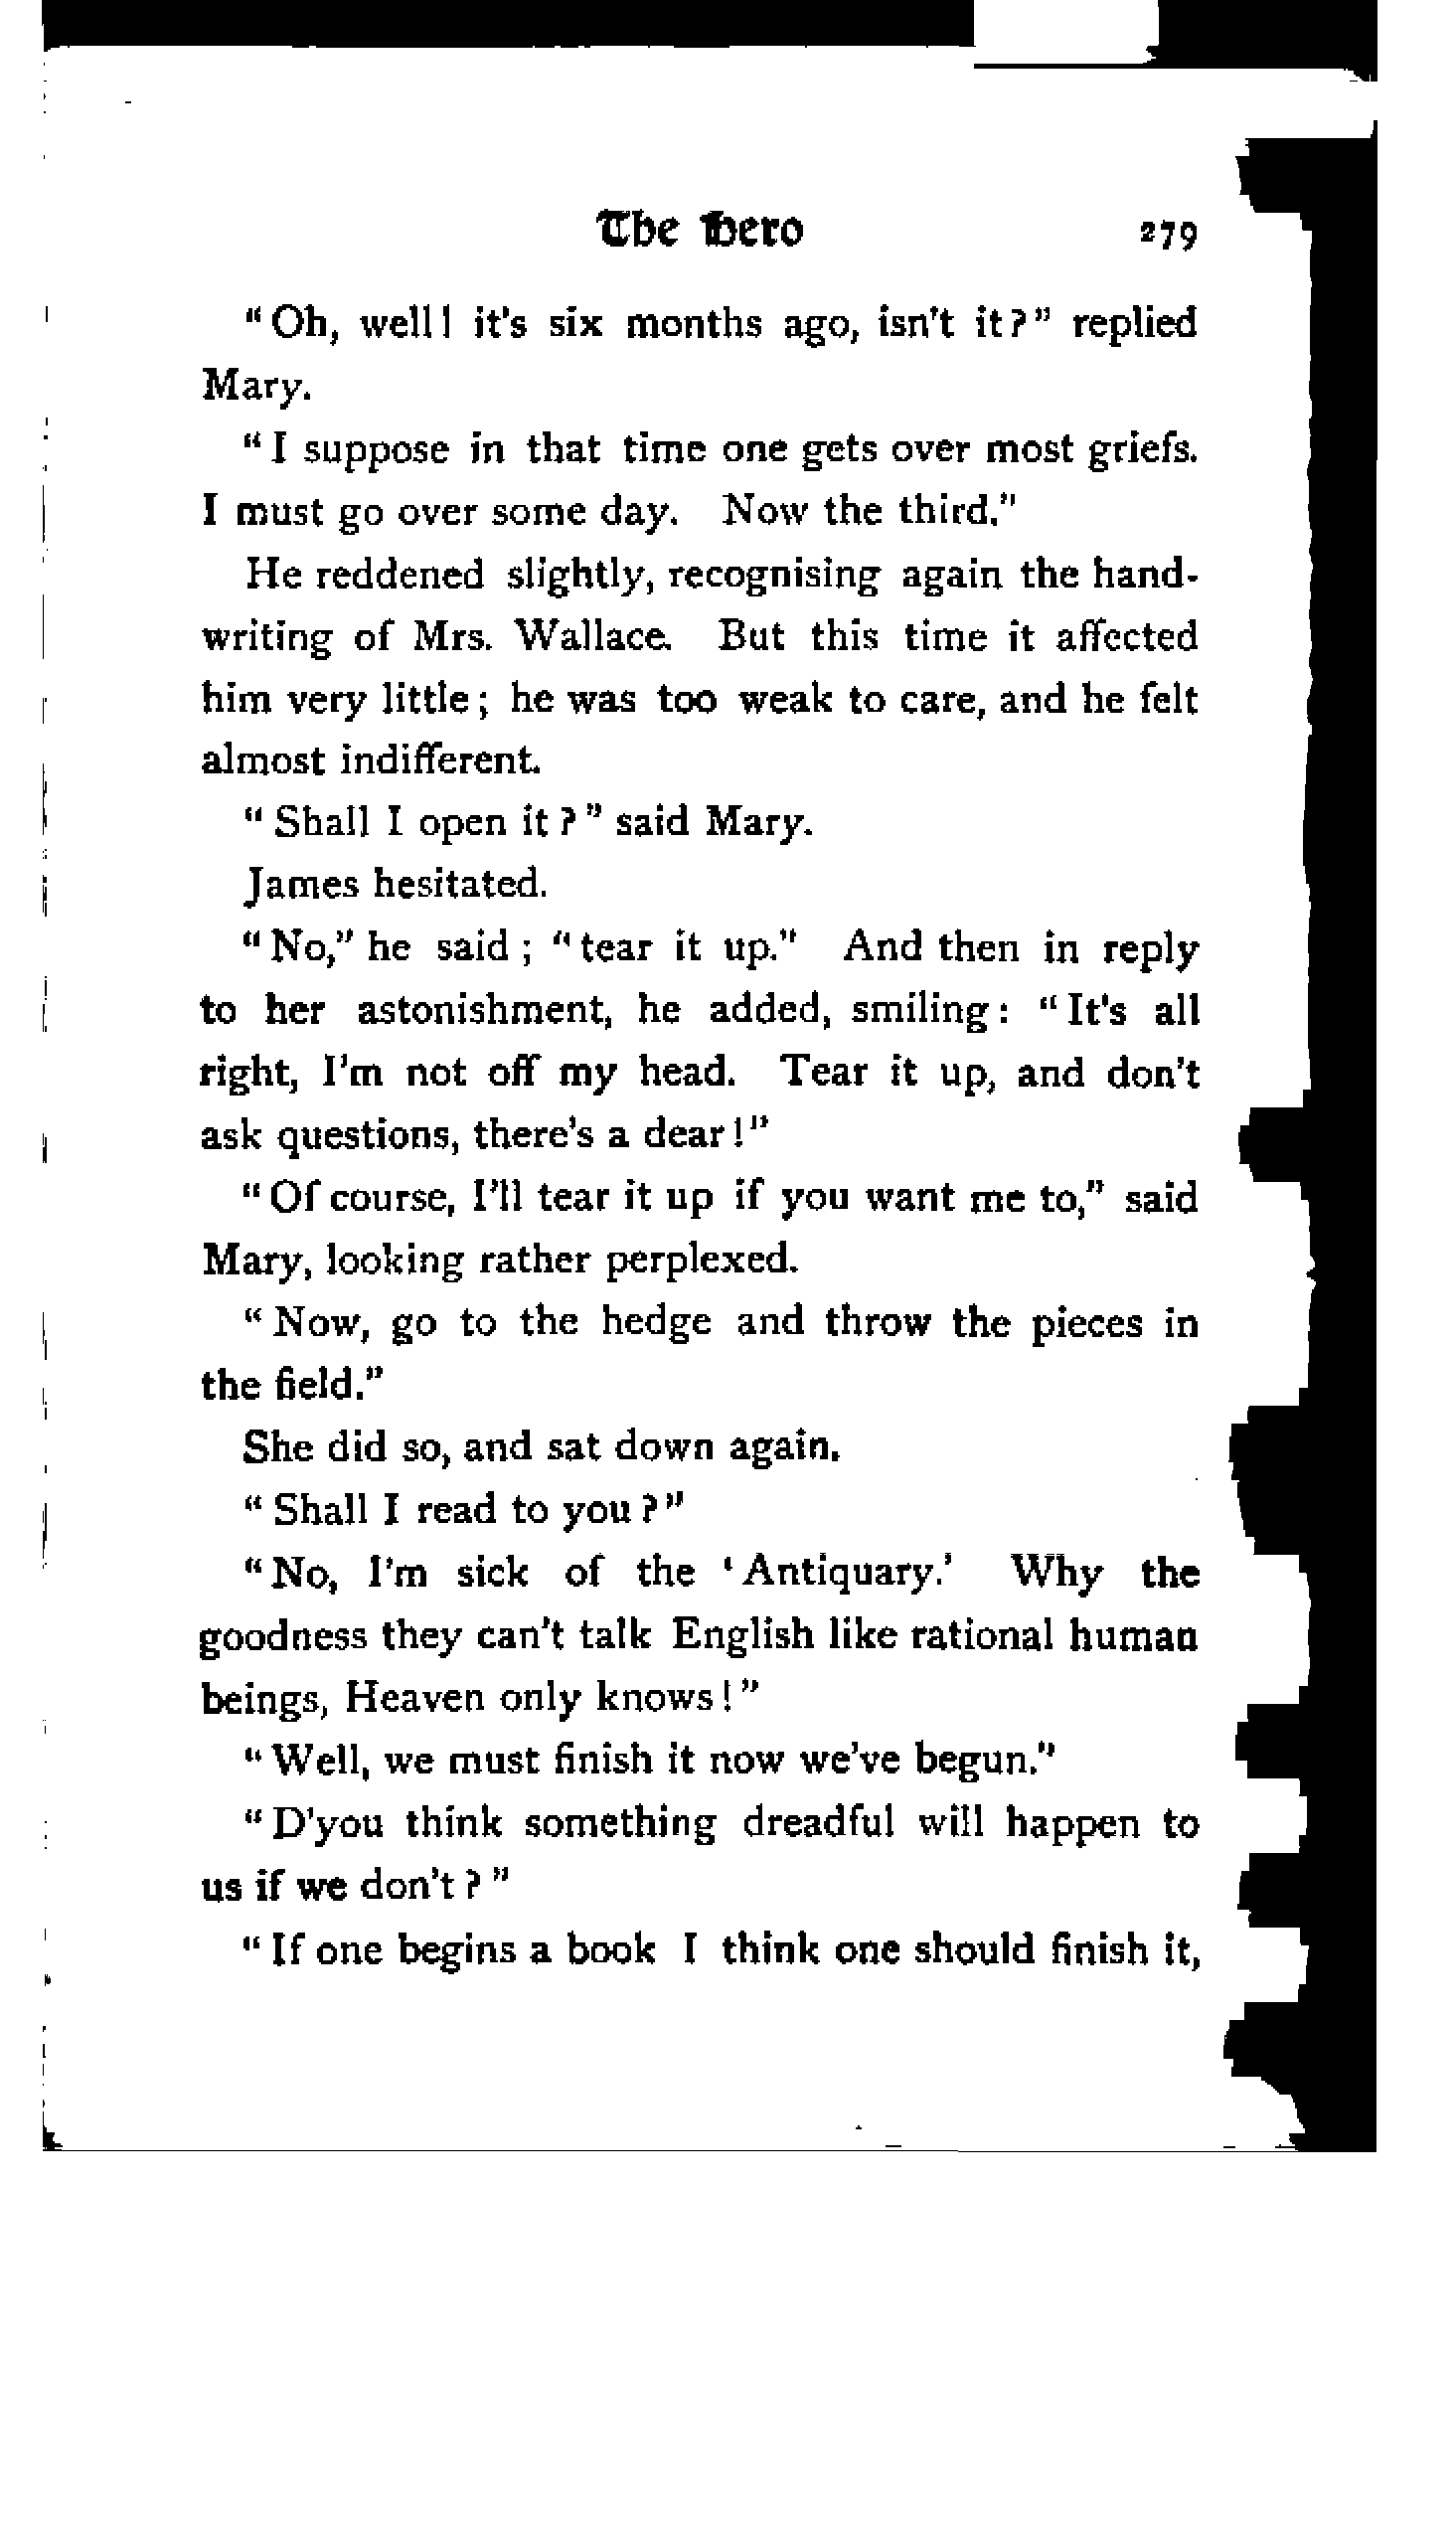 The Hero 279
"Oh, well! it's six months ago, isn't it?" replied
Mary.
"I suppose in that time one gets over most griefs.
I must go over some day. Now the third."
He reddened slightly, recognising again the hand-
writing of Mrs. Wallace. But this time it affected
him very little; he was too weak to care, and he felt
almost indifferent.
"Shall I open it?" said Mary.
James hesitated.
"No," he said; "tear it up." And then in reply
to her astonishment, he added, smiling: "It's all
right, I'm not off my head. Tear it up, and don't
ask questions, there's a dear!"
"Of course, I'll tear it up if you want me to," said
Mary, looking rather perplexed.
"Now, go to the hedge and throw the pieces in
the field."
She did so, and sat down again.
"Shall I read to you?"
"No, I'm sick of the 'Antiquary.' Why the
goodness they can't talk English like rational human
beings, Heaven only knows!"
"Well, we must finish it now we've begun."
"D'you think something dreadful will happen to
us if we don't?"
"If one begins a book I think one should finish it,